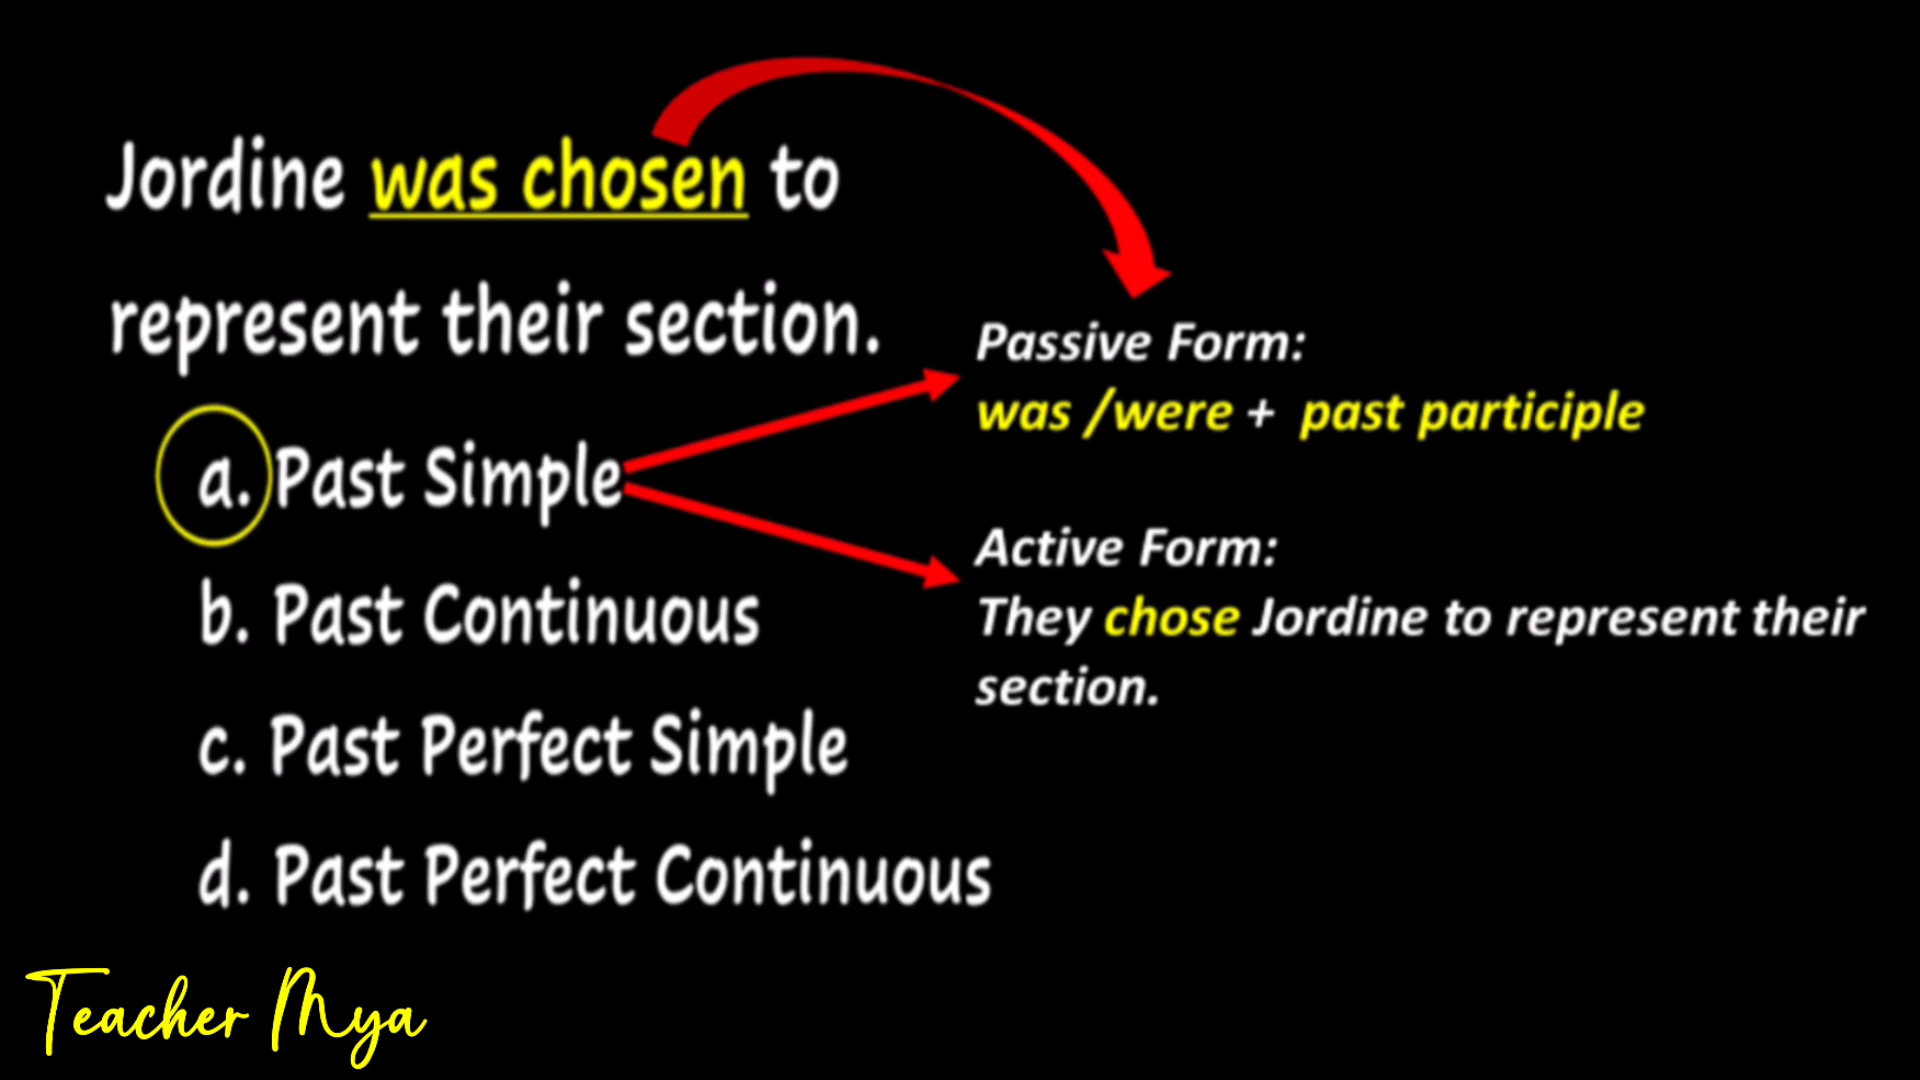 Jordine was chosen to
represent their section.
a. Past Simple
b. Past Continuous
c. Past Perfect Simple
d. Past Perfect Continuous
Passive Form:
was /were + past participle
Active Form:
They chose Jordine to represent their
section.
Teacher Mya